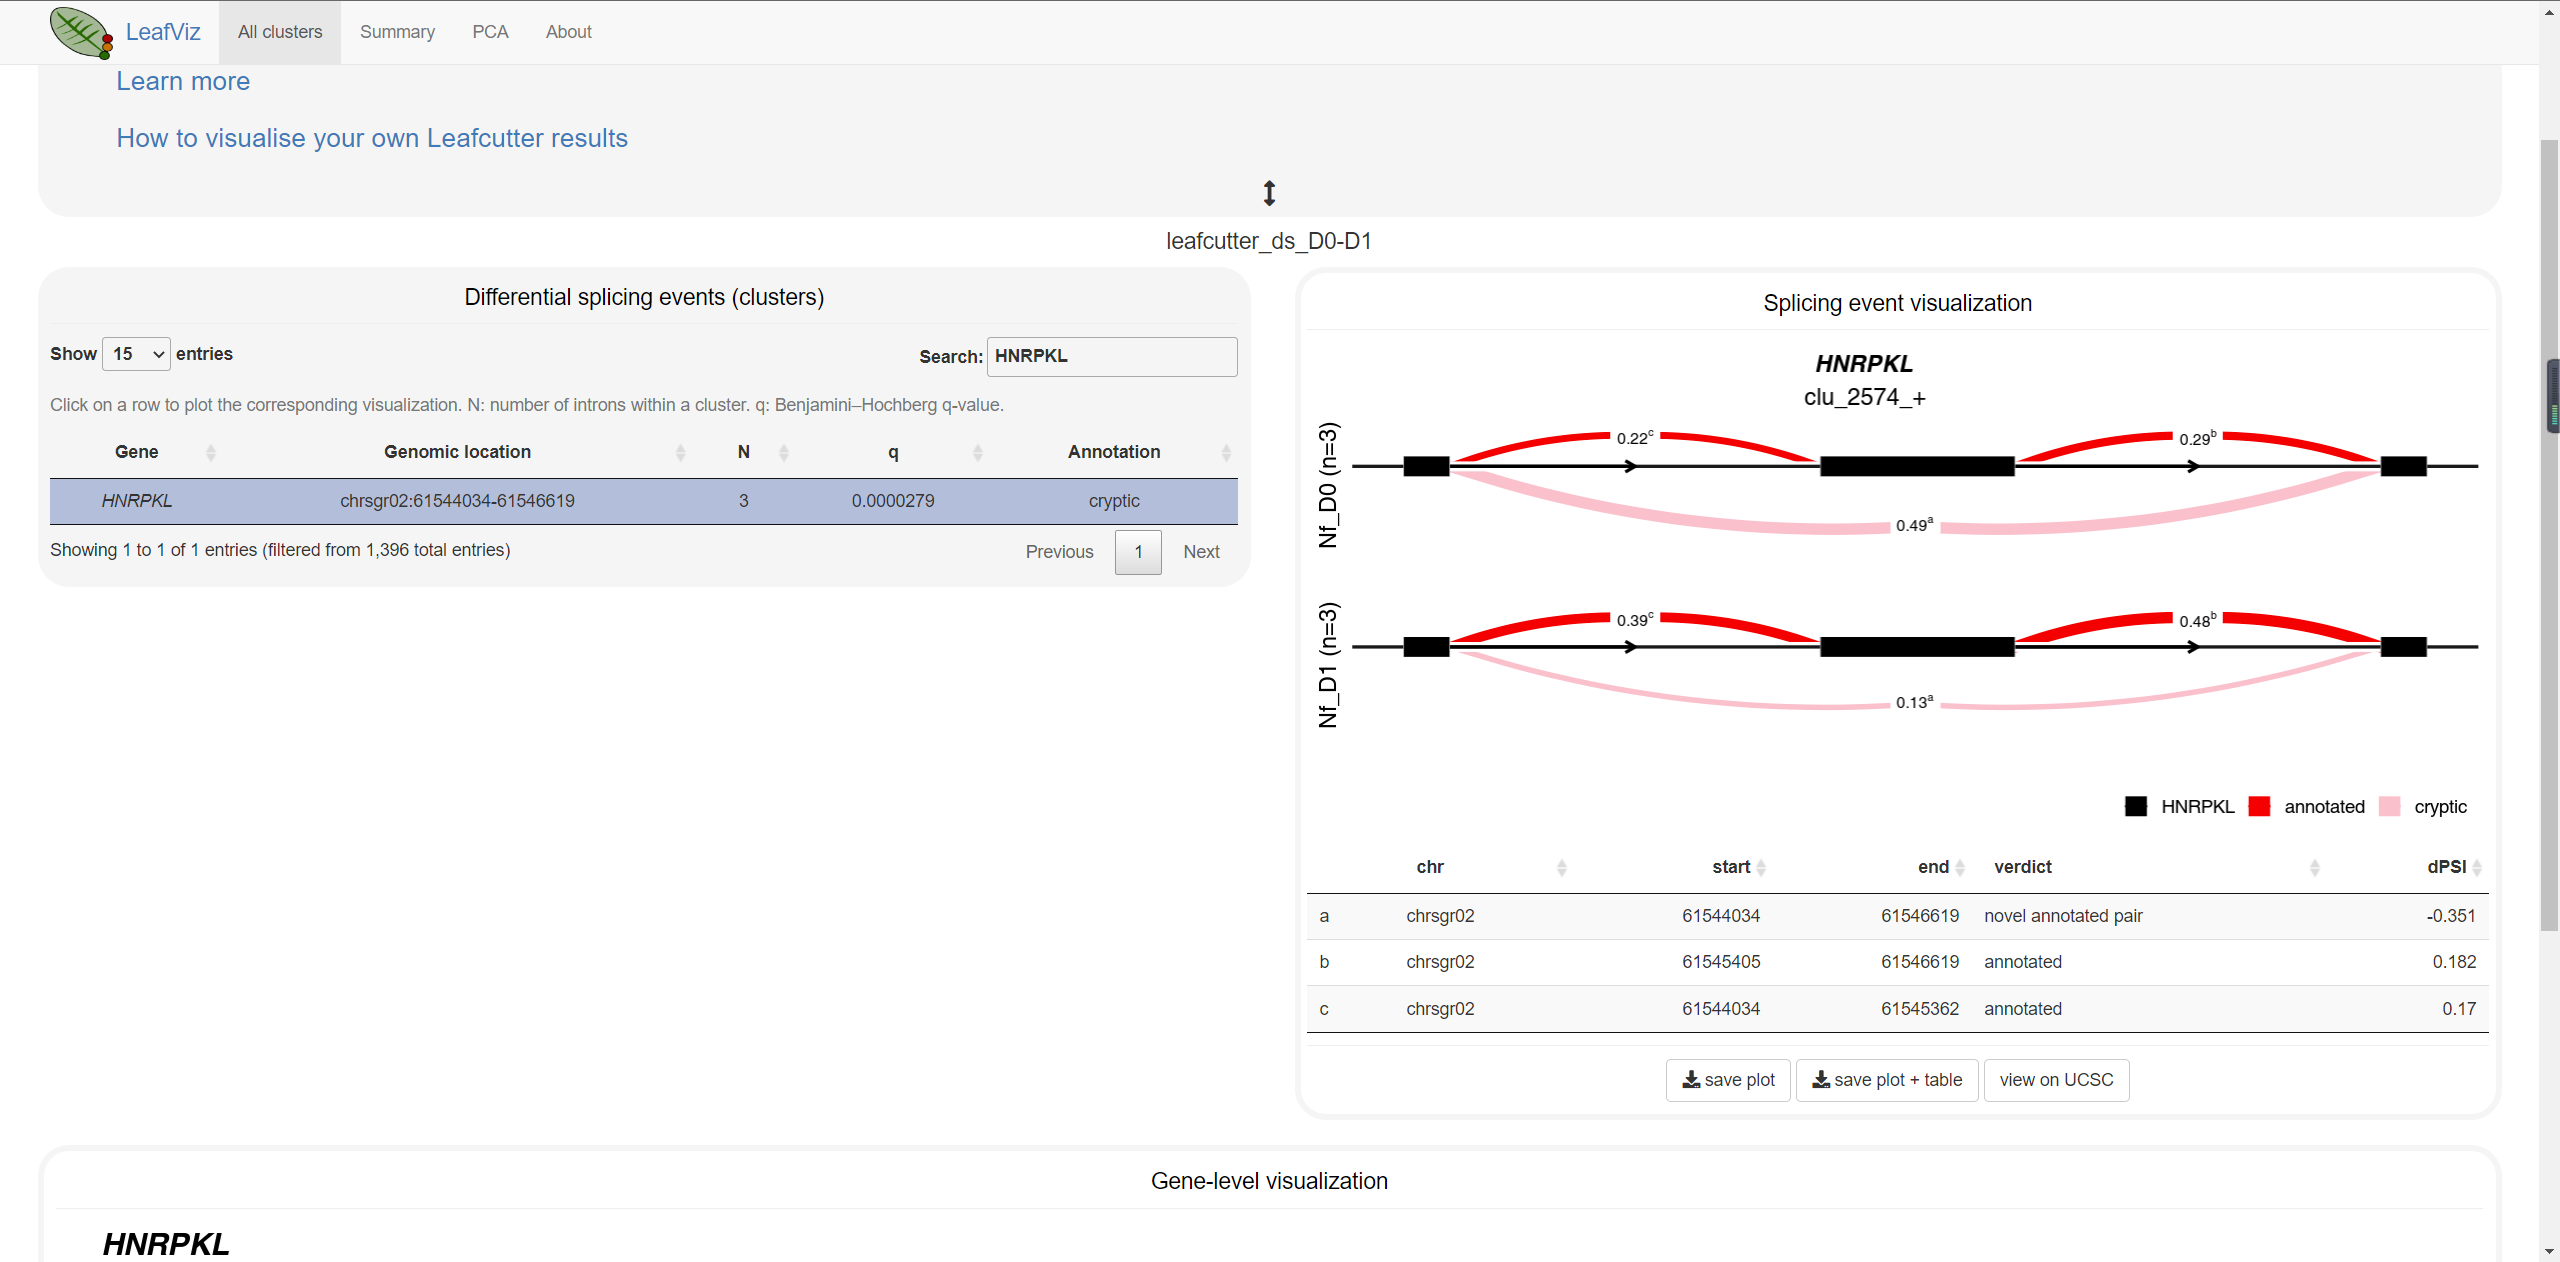 LeafViz All clusters Summary PCA About
Learn more
How to visualise your own Leafcutter results
leafcutter_ds_D0-D1
Differential splicing events (clusters)
Show 15 entries Search: HNRPKL
Click on a row to plot the corresponding visualization. N: number of introns within a cluster. q: Benjamini–Hochberg q-value.
Gene Genomic location N q Annotation
HNRPKL chrsgr02:61544034-61546619 3 0.0000279 cryptic
Showing 1 to 1 of 1 entries (filtered from 1,396 total entries) Previous 1 Next
Splicing event visualization
HNRPKL
clu_2574_+
Nf_D0 (n=3)
0.22c 0.29b
0.49a
Nf_D1 (n=3)
0.39c 0.48b
0.13a
HNRPKL annotated cryptic
chr start end verdict dPSI
a chrsgr02 61544034 61546619 novel annotated pair -0.351
b chrsgr02 61545405 61546619 annotated 0.182
c chrsgr02 61544034 61545362 annotated 0.17
save plot save plot + table view on UCSC
Gene-level visualization
HNRPKL